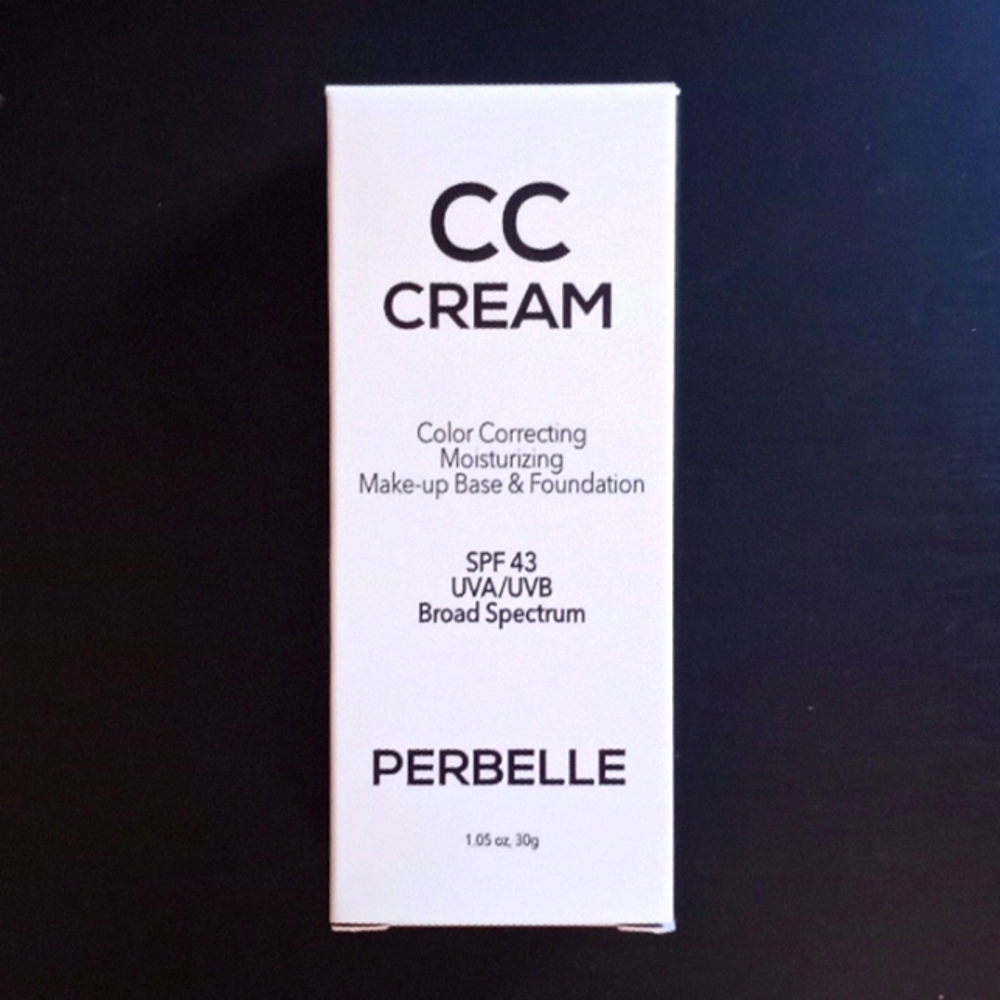 CC
CREAM
Color Correcting
Moisturizing
Make-up Base & Foundation
SPF 43
UVA/UVB
Broad Spectrum
PERBELLE
1.05 oz, 30g